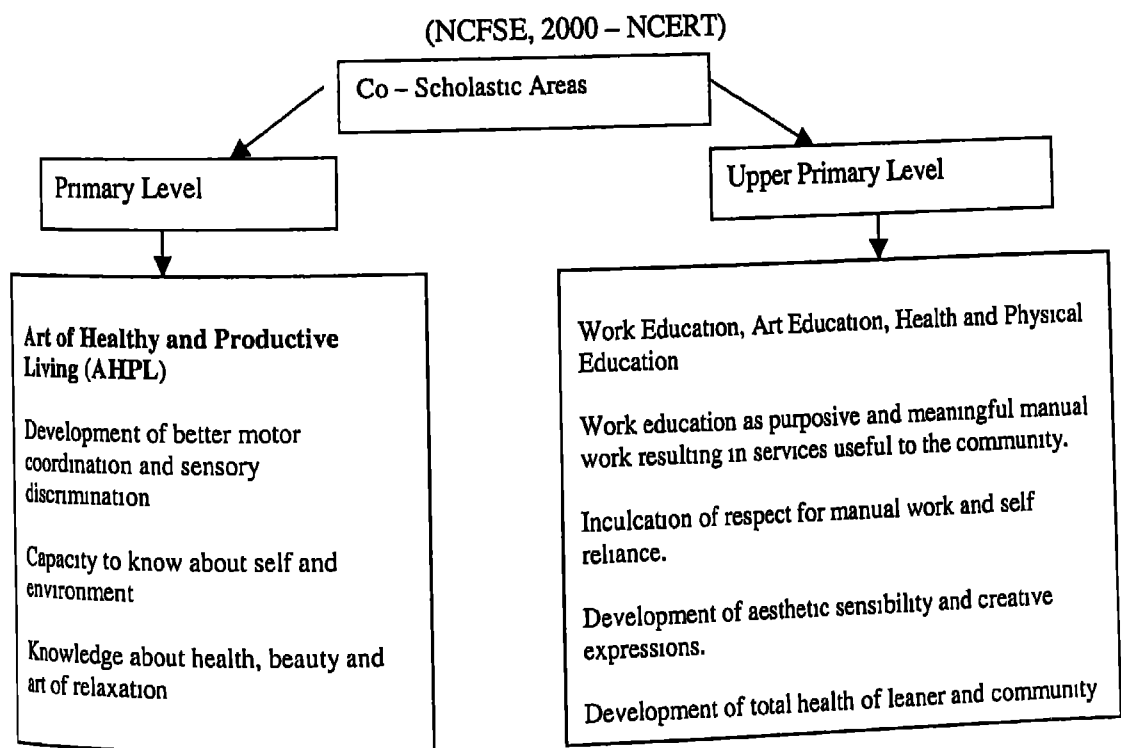 (NCFSE, 2000 – NCERT)
Co – Scholastic Areas
Primary Level
Upper Primary Level
Art of Healthy and Productive
Living (AHPL)
Development of better motor
coordination and sensory
discrimination
Capacity to know about self and
environment
Knowledge about health, beauty and
art of relaxation
Work Education, Art Education, Health and Physical
Education
Work education as purposive and meaningful manual
work resulting in services useful to the community.
Inculcation of respect for manual work and self
reliance.
Development of aesthetic sensibility and creative
expressions.
Development of total health of leaner and community